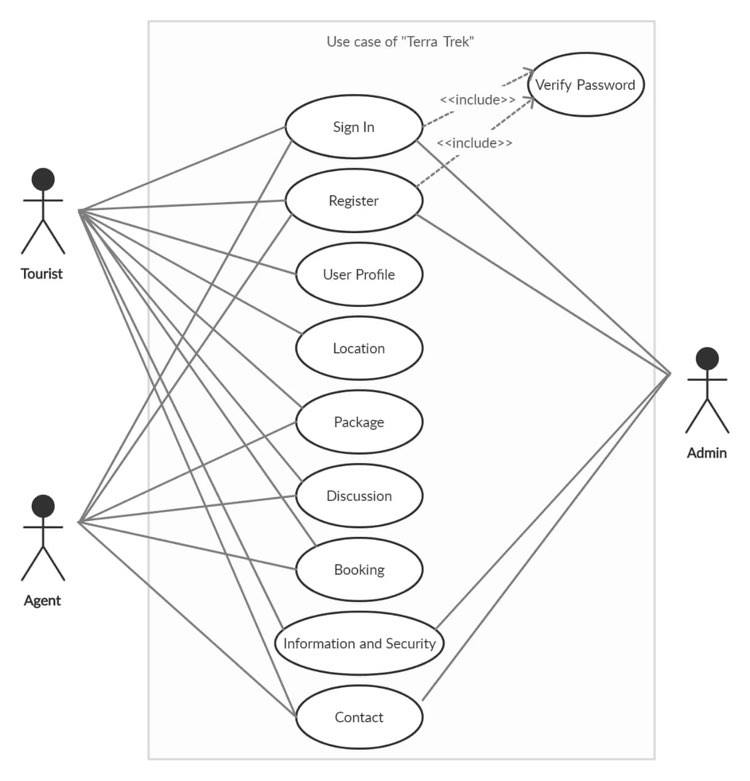 Use case of "Terra Trek"
Verify Password
<<include>>
Sign In
<<include>>
Register
Tourist
User Profile
Location
Package
Admin
Discussion
Booking
Agent
Information and Security
Contact